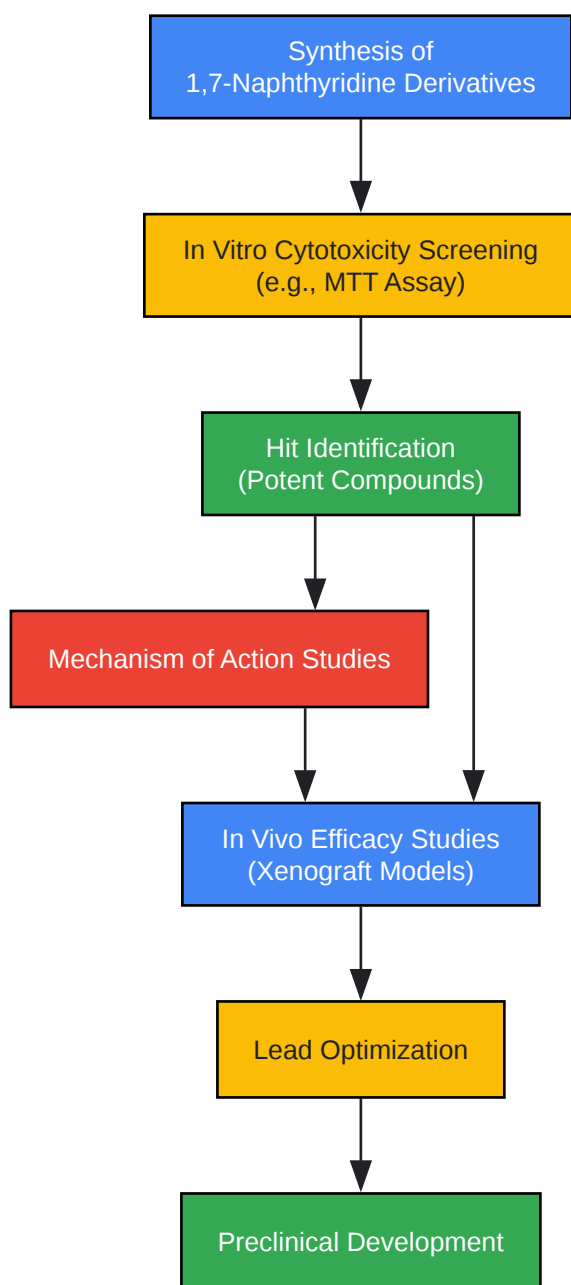 Synthesis of
1,7-Naphthyridine Derivatives
In Vitro Cytotoxicity Screening
(e.g., MTT Assay)
Hit Identification
(Potent Compounds)
Mechanism of Action Studies
In Vivo Efficacy Studies
(Xenograft Models)
Lead Optimization
Preclinical Development